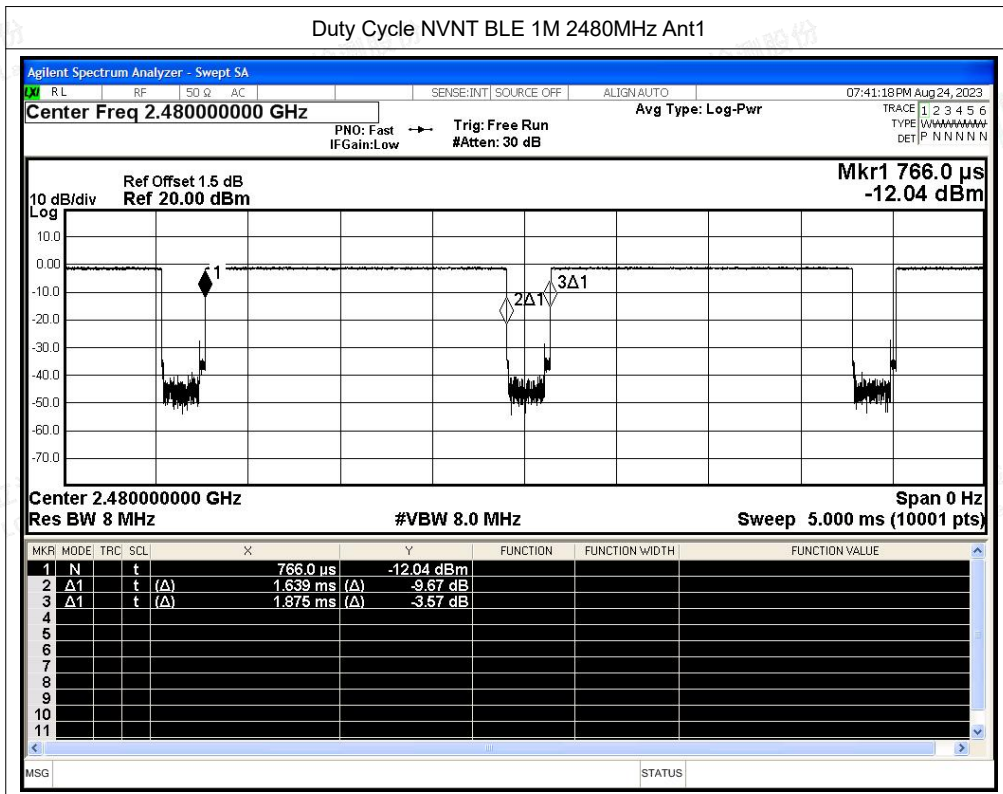 Duty Cycle NVNT BLE 1M 2480MHz Ant1
Agilent Spectrum Analyzer - Swept SA
LXI RL RF 50 Ω AC SENSE:INT SOURCE OFF ALIGN AUTO 07:41:18 PM Aug 24, 2023
Center Freq 2.480000000 GHz Avg Type: Log-Pwr TRACE 1 2 3 4 5 6
PNO: Fast Trig: Free Run TYPE WWWWWW
IFGain:Low #Atten: 30 dB DET P N N N N N
Mkr1 766.0 µs
Ref Offset 1.5 dB
10 dB/div Ref 20.00 dBm -12.04 dBm
Log
10.0
0.00
1
3Δ1
-10.0
2Δ1
-20.0
-30.0
-40.0
-50.0
-60.0
-70.0
Center 2.480000000 GHz Span 0 Hz
Res BW 8 MHz #VBW 8.0 MHz Sweep 5.000 ms (10001 pts)
MKR MODE TRC SCL X Y FUNCTION FUNCTION WIDTH FUNCTION VALUE
1 N t 766.0 µs -12.04 dBm
2 Δ1 t (Δ) 1.639 ms (Δ) -9.67 dB
3 Δ1 t (Δ) 1.875 ms (Δ) -3.57 dB
4
5
6
7
8
9
10
11
MSG STATUS